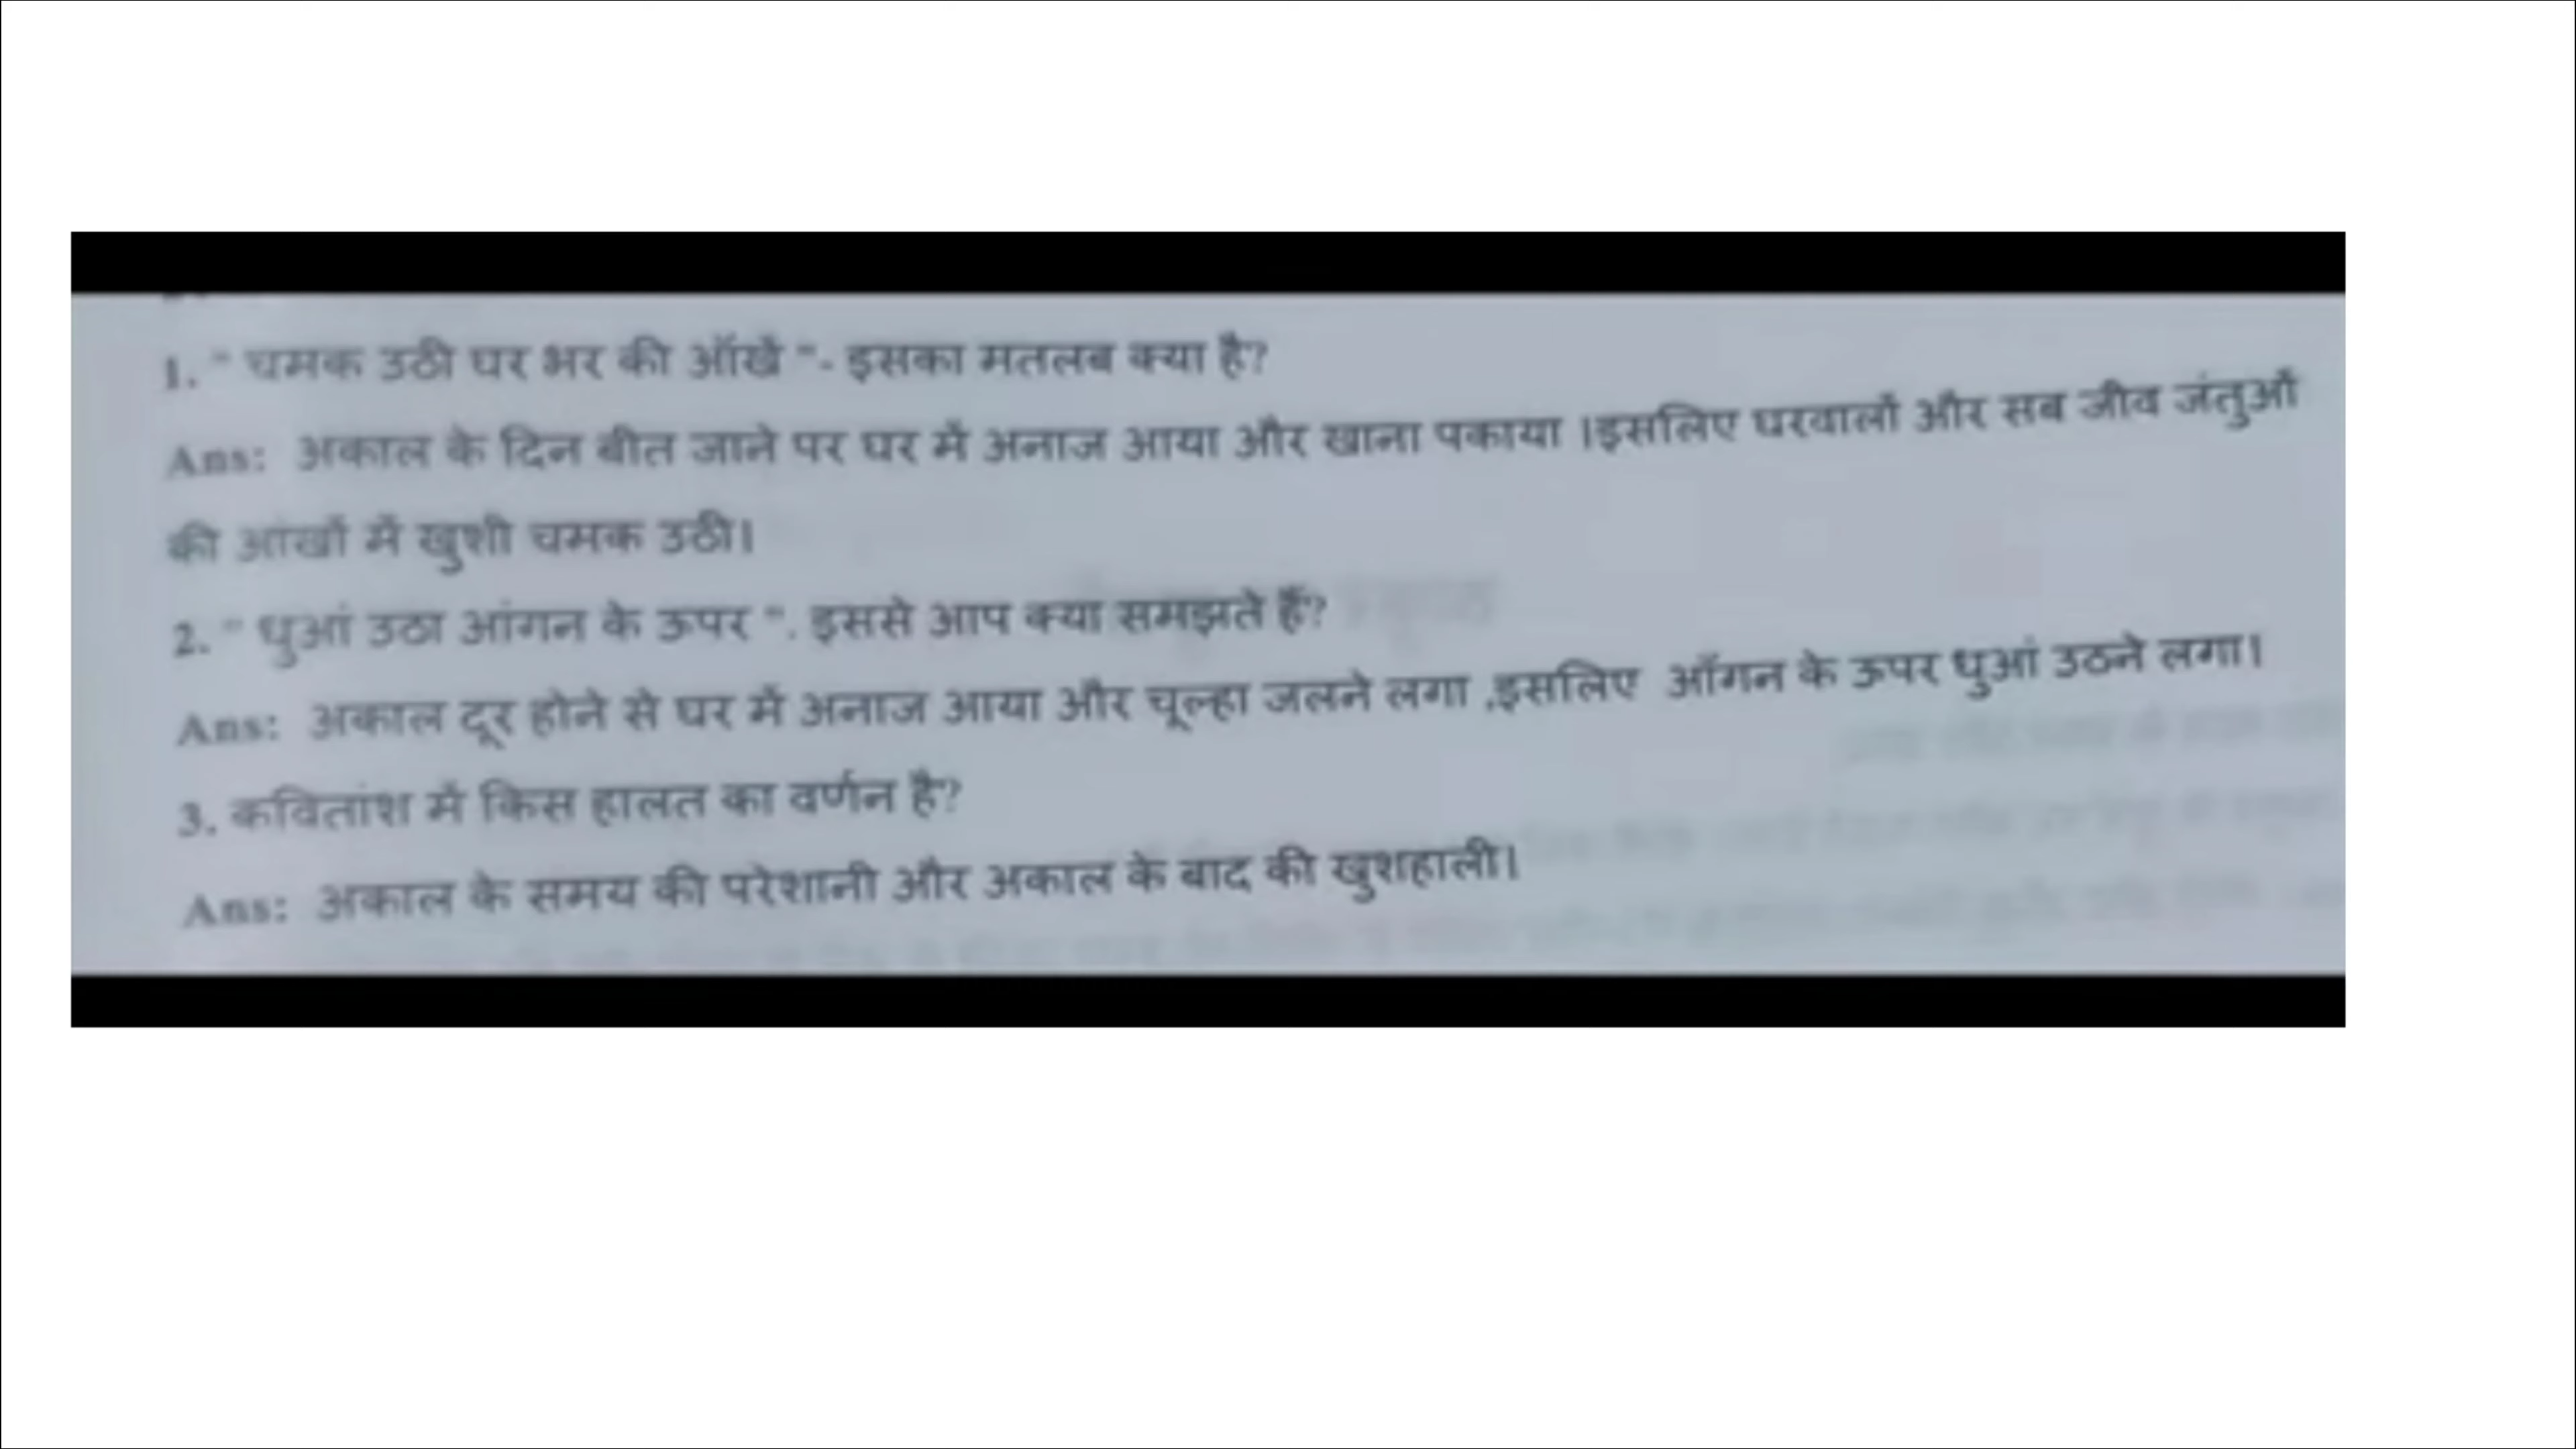 1. " चमक उठी घर भर की ऑखें "- इसका मतलब क्या है?
Ans: अकाल के दिन बीत जाने पर घर में अनाज आया और खाना पकाया ।इसलिए घरवालों और सब जीव जंतुओं
की आंखों में खुशी चमक उठी।
2. " धुआं उठा आंगन के ऊपर ". इससे आप क्या समझते हैं?
Ans: अकाल दूर होने से घर में अनाज आया और चूल्हा जलने लगा ,इसलिए ऑगन के ऊपर धुआं उठने लगा।
3. कवितांश में किस हालत का वर्णन है?
Ans: अकाल के समय की परेशानी और अकाल के बाद की खुशहाली।